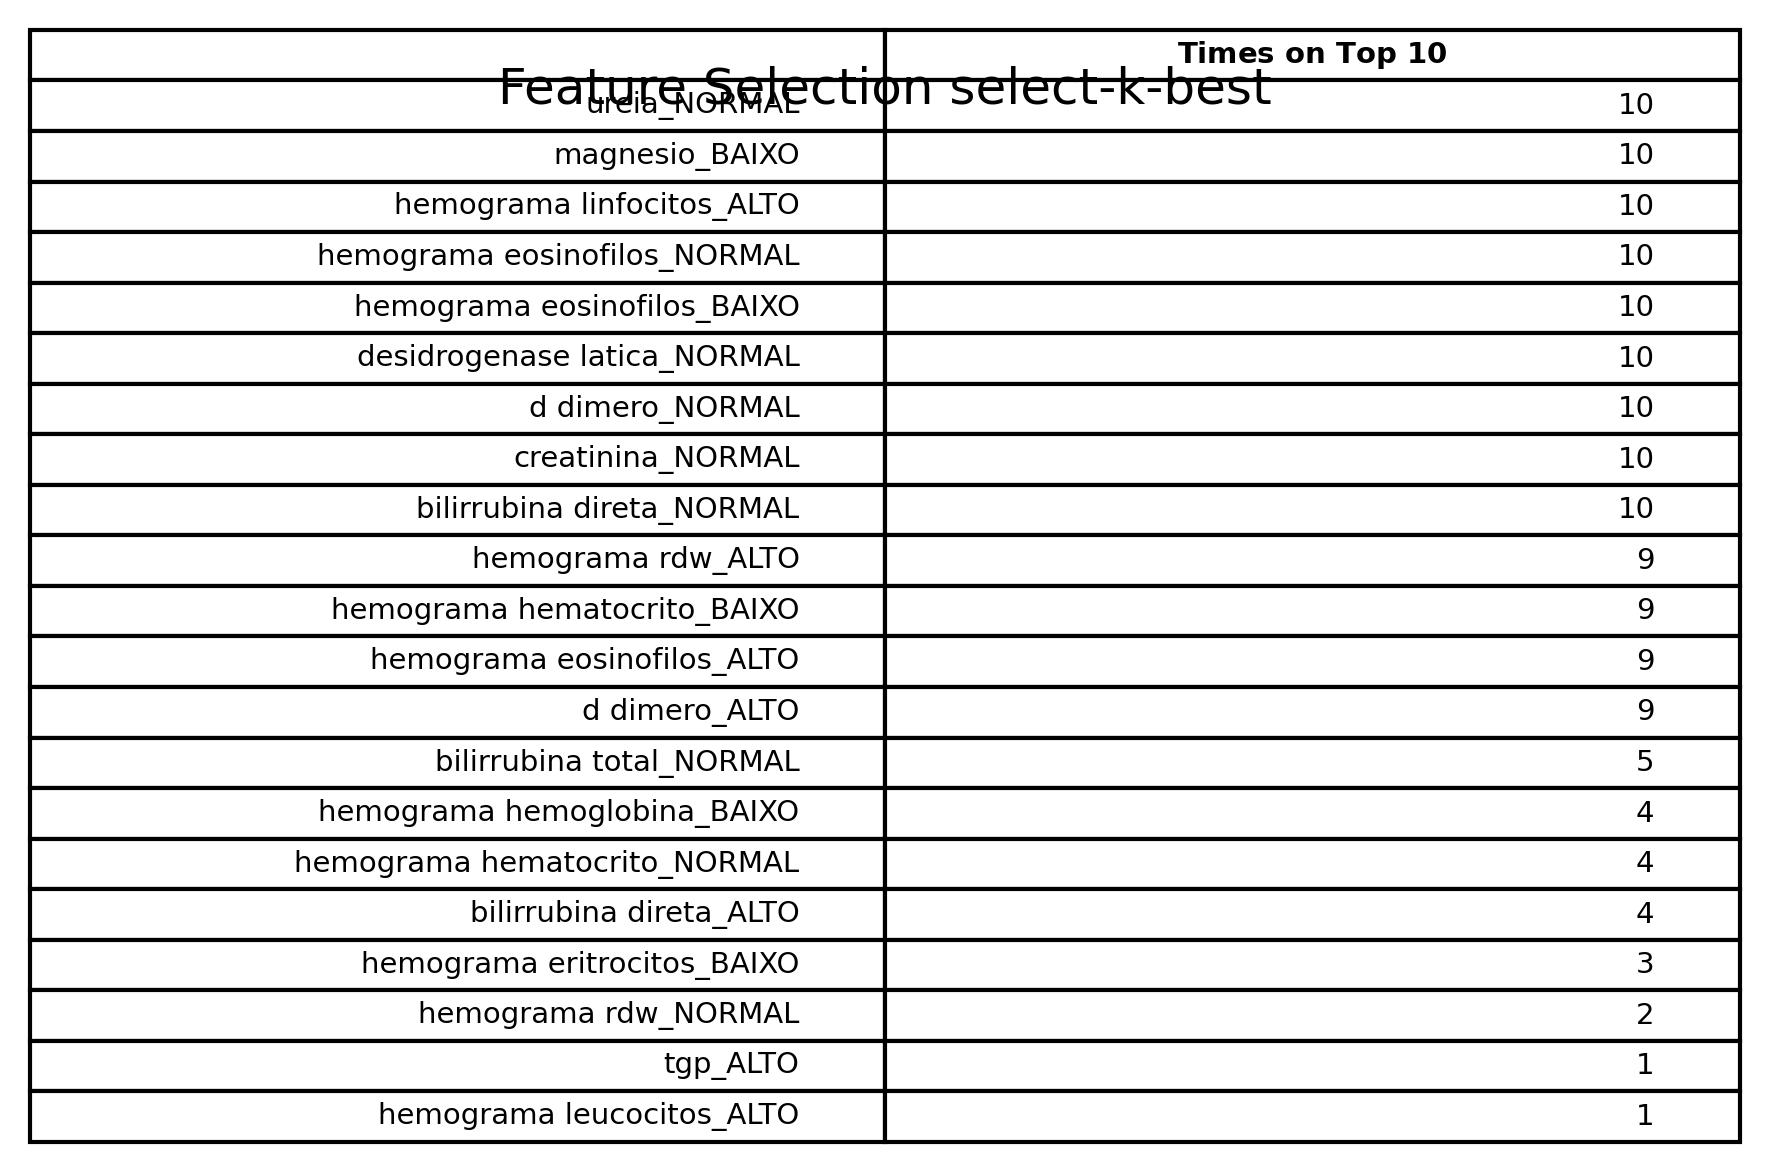 Times on Top 10
Feature Selection select-k-best
ureia_NORMAL 10
magnesio_BAIXO 10
hemograma linfocitos_ALTO 10
hemograma eosinofilos_NORMAL 10
hemograma eosinofilos_BAIXO 10
desidrogenase latica_NORMAL 10
d dimero_NORMAL 10
creatinina_NORMAL 10
bilirrubina direta_NORMAL 10
hemograma rdw_ALTO 9
hemograma hematocrito_BAIXO 9
hemograma eosinofilos_ALTO 9
d dimero_ALTO 9
bilirrubina total_NORMAL 5
hemograma hemoglobina_BAIXO 4
hemograma hematocrito_NORMAL 4
bilirrubina direta_ALTO 4
hemograma eritrocitos_BAIXO 3
hemograma rdw_NORMAL 2
tgp_ALTO 1
hemograma leucocitos_ALTO 1